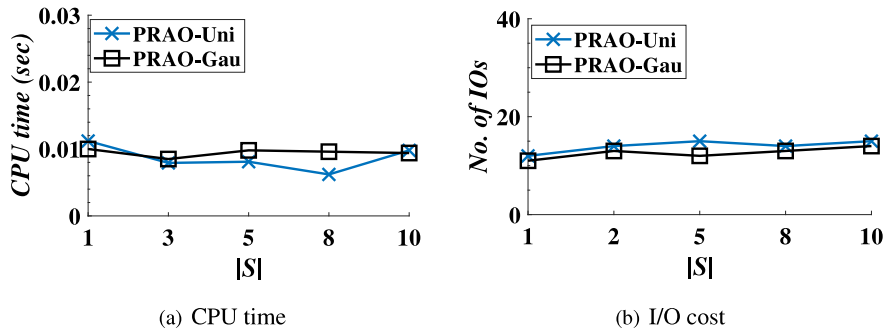 PRAO-Uni
PRAO-Gau
CPU time (sec)
0.03
0.02
0.01
0
1 3 5 8 10
|S|
(a) CPU time
PRAO-Uni
PRAO-Gau
No. of IOs
40
20
0
1 2 5 8 10
|S|
(b) I/O cost